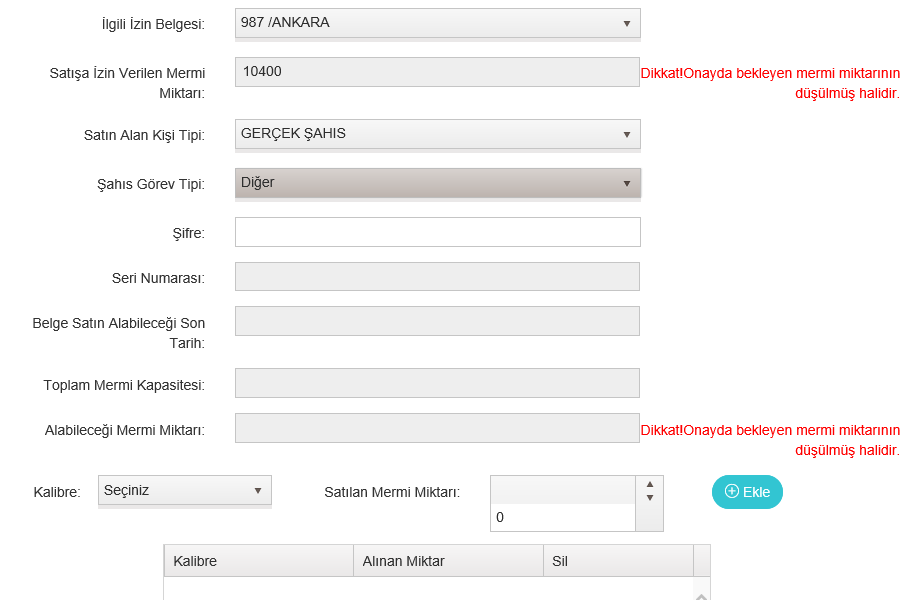 İlgili İzin Belgesi: 987 /ANKARA
Satışa İzin Verilen Mermi Miktarı: 10400 Dikkat!Onayda bekleyen mermi miktarının
düşülmüş halidir.
Satın Alan Kişi Tipi: GERÇEK ŞAHIS
Şahıs Görev Tipi: Diğer
Şifre:
Seri Numarası:
Belge Satın Alabileceği Son
Tarih:
Toplam Mermi Kapasitesi:
Alabileceği Mermi Miktarı: Dikkat!Onayda bekleyen mermi miktarının
düşülmüş halidir.
Kalibre: Seçiniz Satılan Mermi Miktarı: 0 Ekle
Kalibre Alınan Miktar Sil